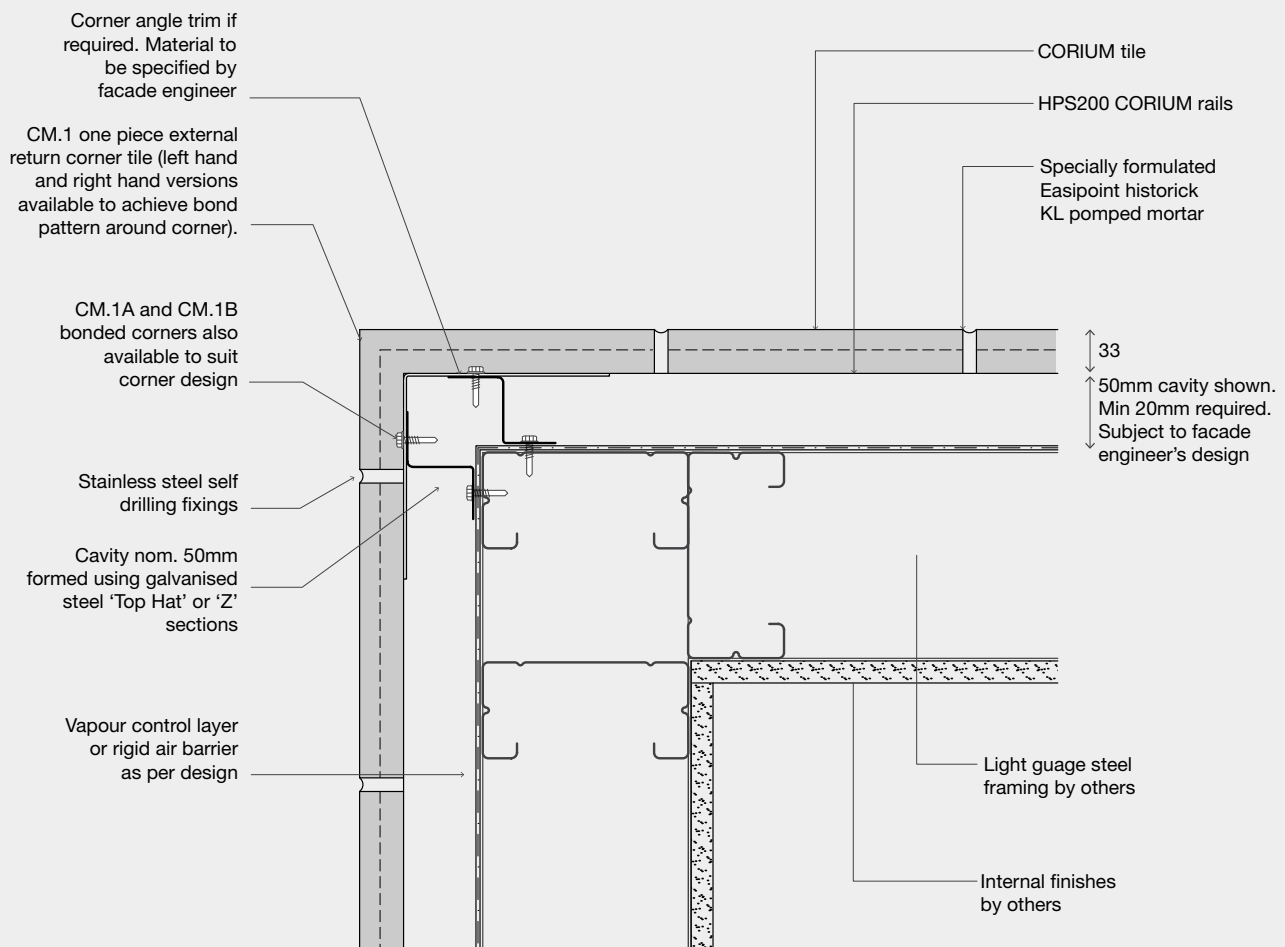 Corner angle trim if
required. Material to
be specified by
facade engineer
CM.1 one piece external
return corner tile (left hand
and right hand versions
available to achieve bond
pattern around corner).
CM.1A and CM.1B
bonded corners also
available to suit
corner design
Stainless steel self
drilling fixings
Cavity nom. 50mm
formed using galvanised
steel ‘Top Hat’ or ‘Z’
sections
Vapour control layer
or rigid air barrier
as per design
CORIUM tile
HPS200 CORIUM rails
Specially formulated
Easipoint historick
KL pomped mortar
33
50mm cavity shown.
Min 20mm required.
Subject to facade
engineer’s design
Light guage steel
framing by others
Internal finishes
by others